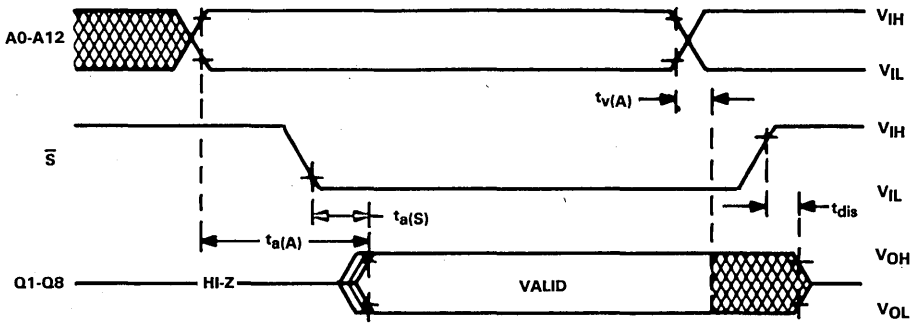 A0-A12
VIH
VIL
tv(A)
S̅
VIH
VIL
ta(S)
tdis
ta(A)
Q1-Q8
HI-Z
VALID
VOH
VOL